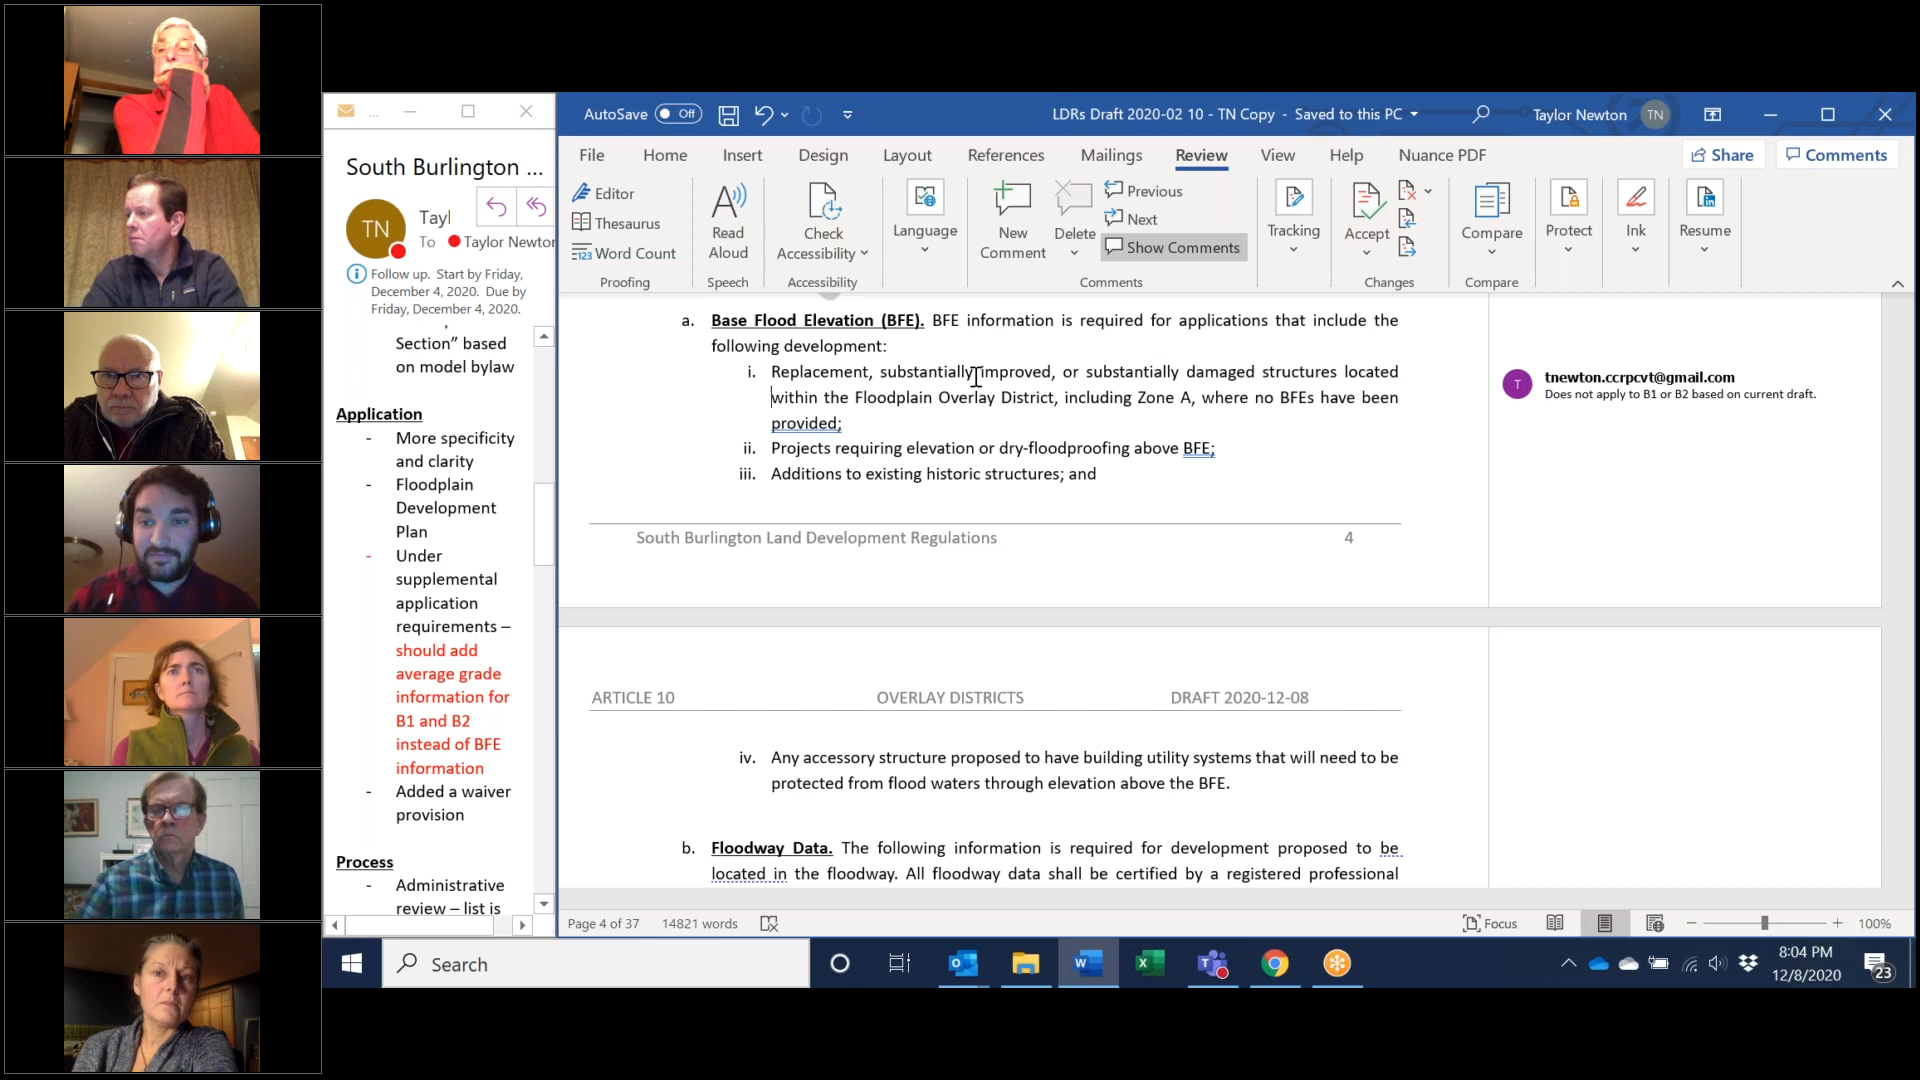 South Burlington ...
TN
Tayl
To Taylor Newton
Follow up. Start by Friday,
December 4, 2020. Due by
Friday, December 4, 2020.
Section” based
on model bylaw
Application
- More specificity
and clarity
- Floodplain
Development
Plan
- Under
supplemental
application
requirements –
should add
average grade
information for
B1 and B2
instead of BFE
information
- Added a waiver
provision
Process
- Administrative
review – list is
AutoSave Off
LDRs Draft 2020-02 10 - TN Copy - Saved to this PC
Taylor Newton TN
File Home Insert Design Layout References Mailings Review View Help Nuance PDF
Share Comments
Editor
Thesaurus
123 Word Count
Proofing
Read
Aloud
Speech
Check
Accessibility
Accessibility
Language
New
Comment
Delete
Previous
Next
Show Comments
Comments
Tracking
Accept
Changes
Compare
Compare
Protect
Ink
Resume
a. Base Flood Elevation (BFE). BFE information is required for applications that include the
following development:
i. Replacement, substantially improved, or substantially damaged structures located
within the Floodplain Overlay District, including Zone A, where no BFEs have been
provided;
ii. Projects requiring elevation or dry-floodproofing above BFE;
iii. Additions to existing historic structures; and
South Burlington Land Development Regulations 4
T
tnewton.ccrpcvt@gmail.com
Does not apply to B1 or B2 based on current draft.
ARTICLE 10 OVERLAY DISTRICTS DRAFT 2020-12-08
iv. Any accessory structure proposed to have building utility systems that will need to be
protected from flood waters through elevation above the BFE.
b. Floodway Data. The following information is required for development proposed to be
located in the floodway. All floodway data shall be certified by a registered professional
Page 4 of 37 14821 words
Focus
100%
Search
8:04 PM
12/8/2020
23